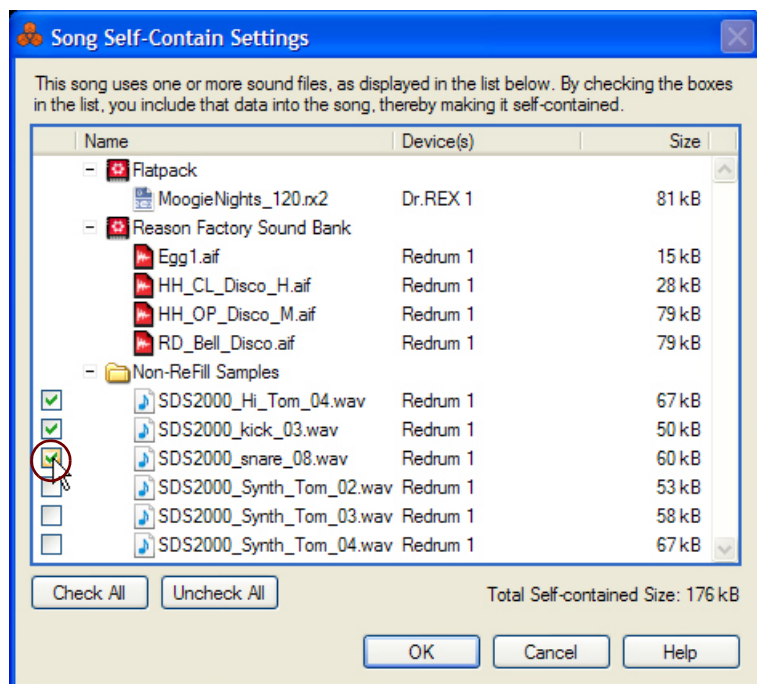 Song Self-Contain Settings
This song uses one or more sound files, as displayed in the list below. By checking the boxes
in the list, you include that data into the song, thereby making it self-contained.
Name Device(s) Size
Flatpack
MoogieNights_120.rx2 Dr.REX 1 81 kB
Reason Factory Sound Bank
Egg1.aif Redrum 1 15 kB
HH_CL_Disco_H.aif Redrum 1 28 kB
HH_OP_Disco_M.aif Redrum 1 79 kB
RD_Bell_Disco.aif Redrum 1 79 kB
Non-ReFill Samples
SDS2000_Hi_Tom_04.wav Redrum 1 67 kB
SDS2000_kick_03.wav Redrum 1 50 kB
SDS2000_snare_08.wav Redrum 1 60 kB
SDS2000_Synth_Tom_02.wav Redrum 1 53 kB
SDS2000_Synth_Tom_03.wav Redrum 1 58 kB
SDS2000_Synth_Tom_04.wav Redrum 1 67 kB
Check All Uncheck All Total Self-contained Size: 176 kB
OK Cancel Help